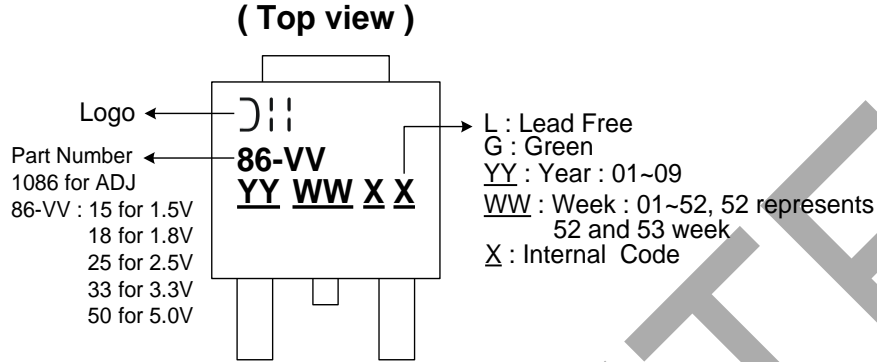 ( Top view )
Logo
Part Number
1086 for ADJ
86-VV : 15 for 1.5V
18 for 1.8V
25 for 2.5V
33 for 3.3V
50 for 5.0V
86-VV
YY WW X X
L : Lead Free
G : Green
YY : Year : 01~09
WW : Week : 01~52, 52 represents
52 and 53 week
X : Internal Code